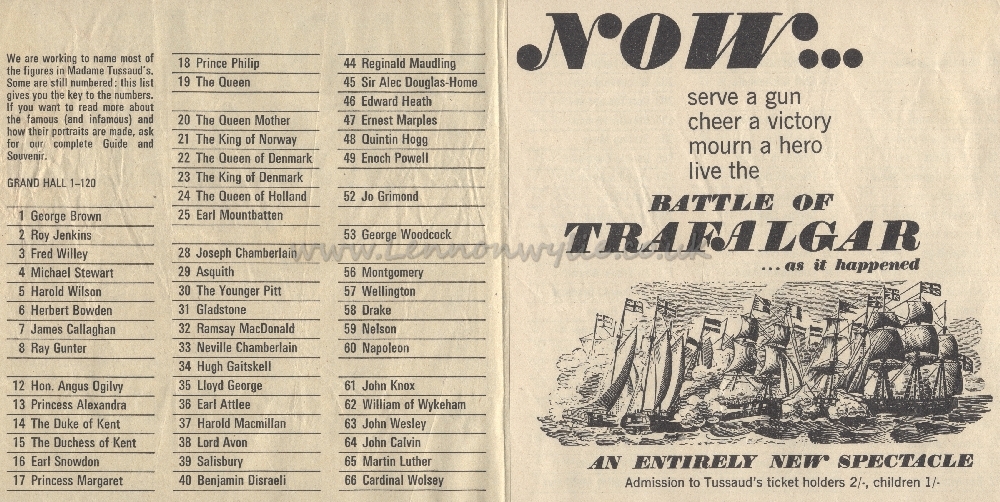 We are working to name most
of the figures in Madame Tussaud's.
Some are still numbered: this list
gives you the key to the numbers.
If you want to read more about
the famous (and infamous) and
how their portraits are made, ask
for our complete Guide and
Souvenir.
GRAND HALL 1-120
1 George Brown
2 Roy Jenkins
3 Fred Willey
4 Michael Stewart
5 Harold Wilson
6 Herbert Bowden
7 James Callaghan
8 Ray Gunter
12 Hon. Angus Ogilvy
13 Princess Alexandra
14 The Duke of Kent
15 The Duchess of Kent
16 Earl Snowdon
17 Princess Margaret
18 Prince Philip
19 The Queen
20 The Queen Mother
21 The King of Norway
22 The Queen of Denmark
23 The King of Denmark
24 The Queen of Holland
25 Earl Mountbatten
28 Joseph Chamberlain
29 Asquith
30 The Younger Pitt
31 Gladstone
32 Ramsay MacDonald
33 Neville Chamberlain
34 Hugh Gaitskell
35 Lloyd George
36 Earl Attlee
37 Harold Macmillan
38 Lord Avon
39 Salisbury
40 Benjamin Disraeli
44 Reginald Maudling
45 Sir Alec Douglas-Home
46 Edward Heath
47 Ernest Marples
48 Quintin Hogg
49 Enoch Powell
52 Jo Grimond
53 George Woodcock
56 Montgomery
57 Wellington
58 Drake
59 Nelson
60 Napoleon
61 John Knox
62 William of Wykeham
63 John Wesley
64 John Calvin
65 Martin Luther
66 Cardinal Wolsey
NOW...
serve a gun
cheer a victory
mourn a hero
live the
BATTLE OF
TRAFALGAR
...as it happened
AN ENTIRELY NEW SPECTACLE
Admission to Tussaud's ticket holders 2/-, children 1/-